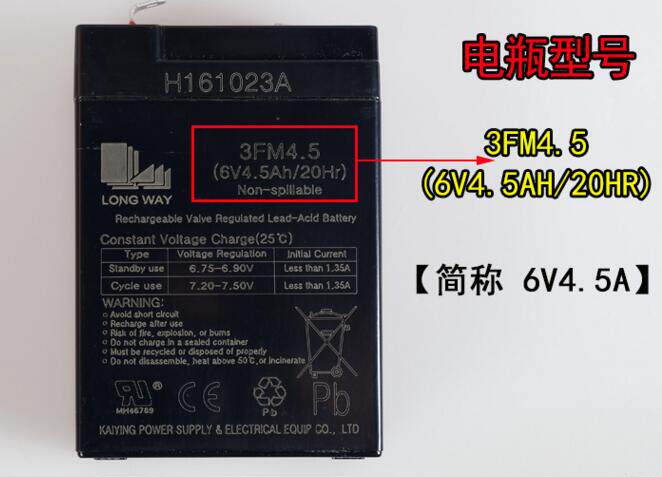 电瓶型号
H161023A
3FM4.5
(6V4.5Ah/20Hr)
Non-spillable
3FM4.5
(6V4.5AH/20HR)
LONG WAY
Rechargeable Valve Regulated Lead-Acid Battery
Constant Voltage Charge(25℃)
Type Voltage Regulation Initial Current
Standby use 6.75-6.90V Less than 1.35A
Cycle use 7.20-7.50V Less than 1.35A
【简称 6V4.5A】
WARNING:
Avoid short circuit
Recharge after use
Risk of fire, explosion, or burns
Do not charge in a sealed container
Must be recycled or disposed of properly
Do not disassemble, heat above 50℃,or incinerate
MH46769
CE
Pb
Pb
KAIYING POWER SUPPLY & ELECTRICAL EQUIP CO., LTD